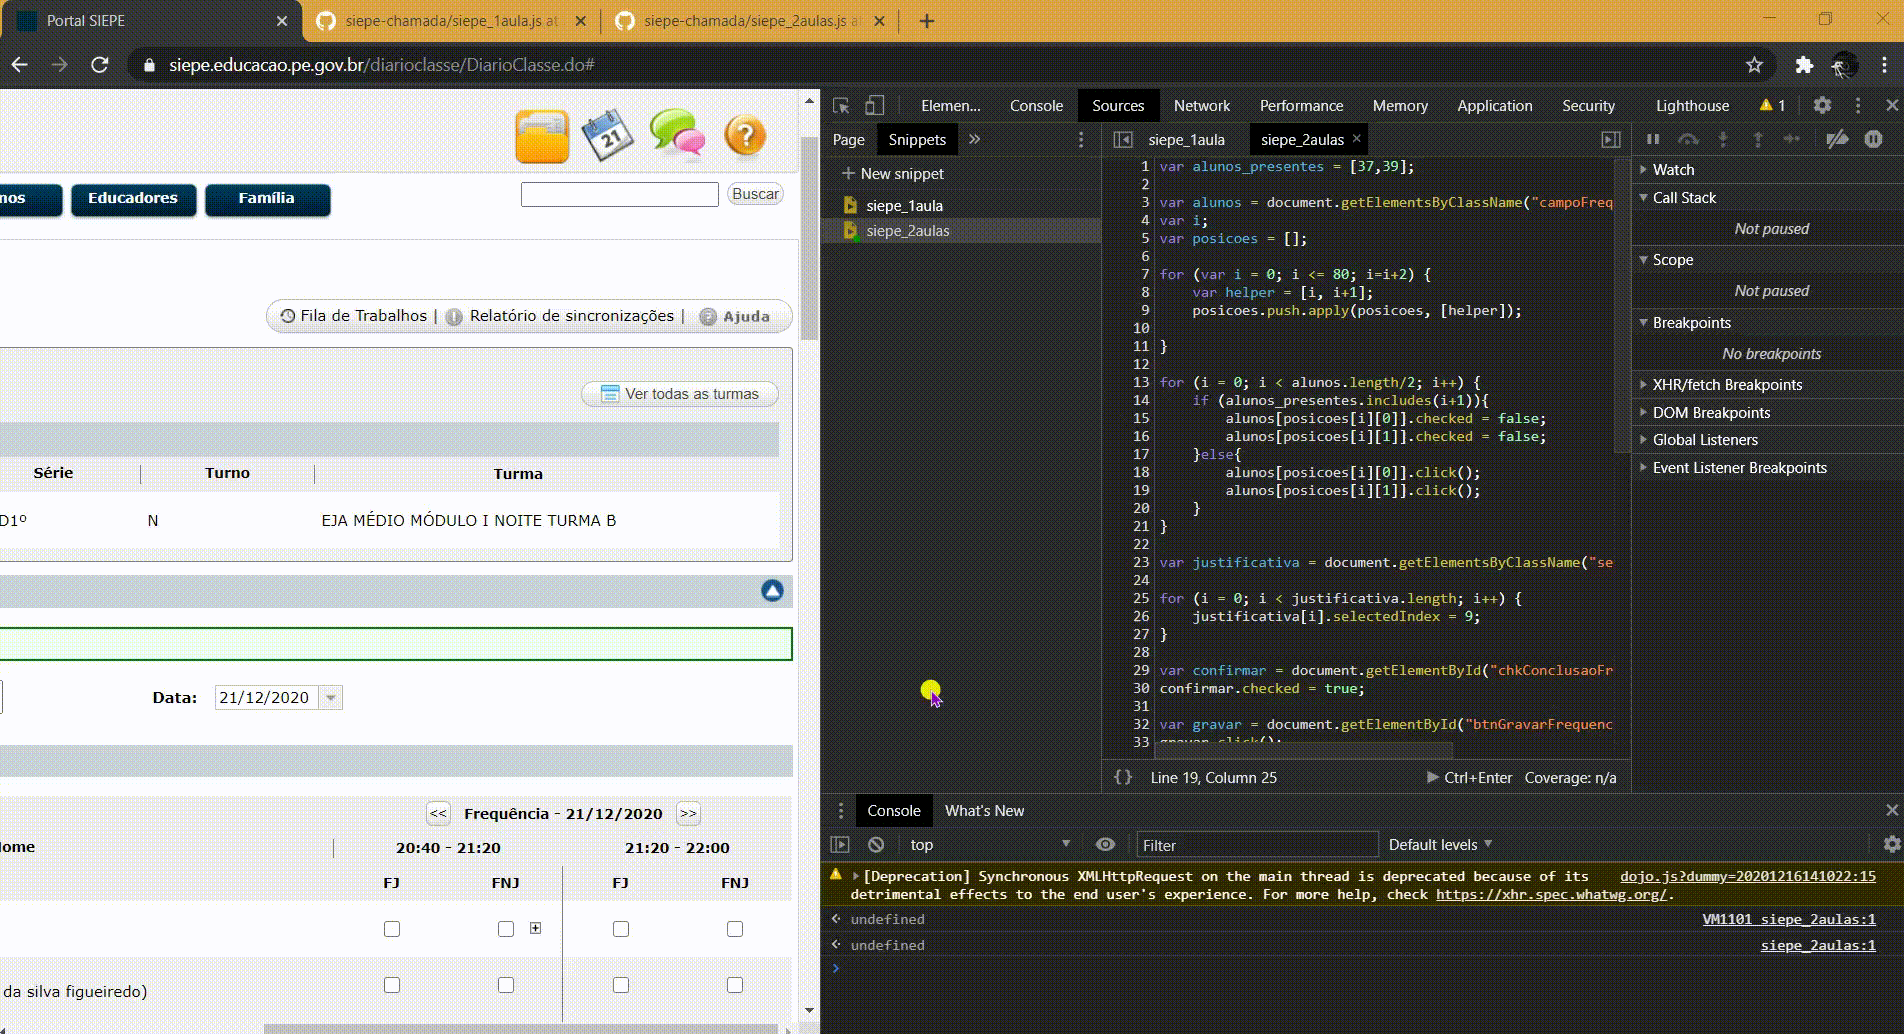 Portal SIEPE
siepe-chamada/siepe_1aula.js at
siepe-chamada/siepe_2aulas.js at
siepe.educacao.pe.gov.br/diarioclasse/DiarioClasse.do#
21
nos
Educadores
Família
Buscar
Fila de Trabalhos |
Relatório de sincronizações |
Ajuda
Ver todas as turmas
Série
Turno
Turma
D1º
N
EJA MÉDIO MÓDULO I NOITE TURMA B
Data:
21/12/2020
<<
Frequência - 21/12/2020
>>
ome
20:40 - 21:20
21:20 - 22:00
FJ
FNJ
FJ
FNJ
da silva figueiredo)
Elemen...
Console
Sources
Network
Performance
Memory
Application
Security
Lighthouse
1
Page
Snippets
»
New snippet
siepe_1aula
siepe_2aulas
siepe_1aula
siepe_2aulas
1 var alunos_presentes = [37,39];
2
3 var alunos = document.getElementsByClassName("campoFreq
4 var i;
5 var posicoes = [];
6
7 for (var i = 0; i <= 80; i=i+2) {
8 var helper = [i, i+1];
9 posicoes.push.apply(posicoes, [helper]);
10
11 }
12
13 for (i = 0; i < alunos.length/2; i++) {
14 if (alunos_presentes.includes(i+1)){
15 alunos[posicoes[i][0]].checked = false;
16 alunos[posicoes[i][1]].checked = false;
17 }else{
18 alunos[posicoes[i][0]].click();
19 alunos[posicoes[i][1]].click();
20 }
21 }
22
23 var justificativa = document.getElementsByClassName("se
24
25 for (i = 0; i < justificativa.length; i++) {
26 justificativa[i].selectedIndex = 9;
27 }
28
29 var confirmar = document.getElementById("chkConclusaoFr
30 confirmar.checked = true;
31
32 var gravar = document.getElementById("btnGravarFrequenc
33 gravar.click();
{} Line 19, Column 25
Ctrl+Enter
Coverage: n/a
Watch
Call Stack
Not paused
Scope
Not paused
Breakpoints
No breakpoints
XHR/fetch Breakpoints
DOM Breakpoints
Global Listeners
Event Listener Breakpoints
Console
What's New
top
Filter
Default levels
[Deprecation] Synchronous XMLHttpRequest on the main thread is deprecated because of its dojo.js?dummy=20201216141022:15
detrimental effects to the end user's experience. For more help, check https://xhr.spec.whatwg.org/.
undefined VM1101 siepe_2aulas:1
undefined siepe_2aulas:1